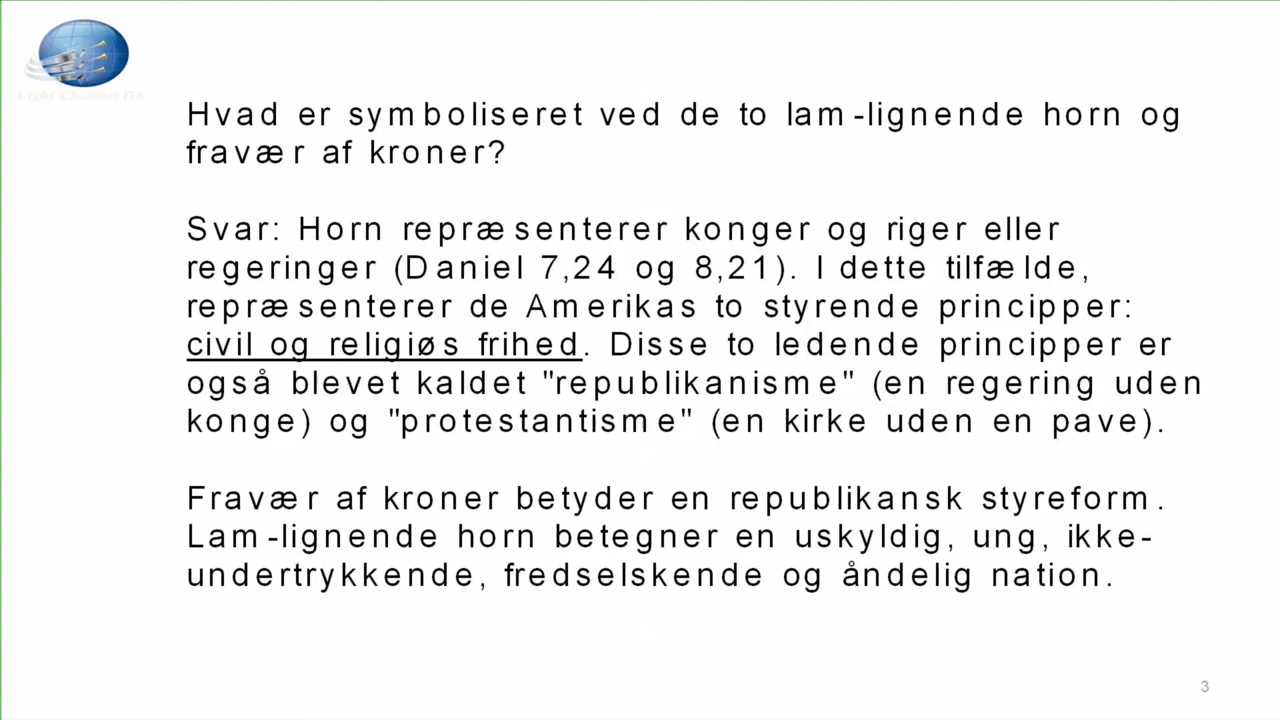 Light Channel DK
Hvad er symboliseret ved de to lam-lignende horn og
fravær af kroner?
Svar: Horn repræsenterer konger og riger eller
regeringer (Daniel 7,24 og 8,21). I dette tilfælde,
repræsenterer de Amerikas to styrende principper:
civil og religiøs frihed. Disse to ledende principper er
også blevet kaldet "republikanisme" (en regering uden
konge) og "protestantisme" (en kirke uden en pave).
Fravær af kroner betyder en republikansk styreform.
Lam-lignende horn betegner en uskyldig, ung, ikke-
undertrykkende, fredselskende og åndelig nation.
3